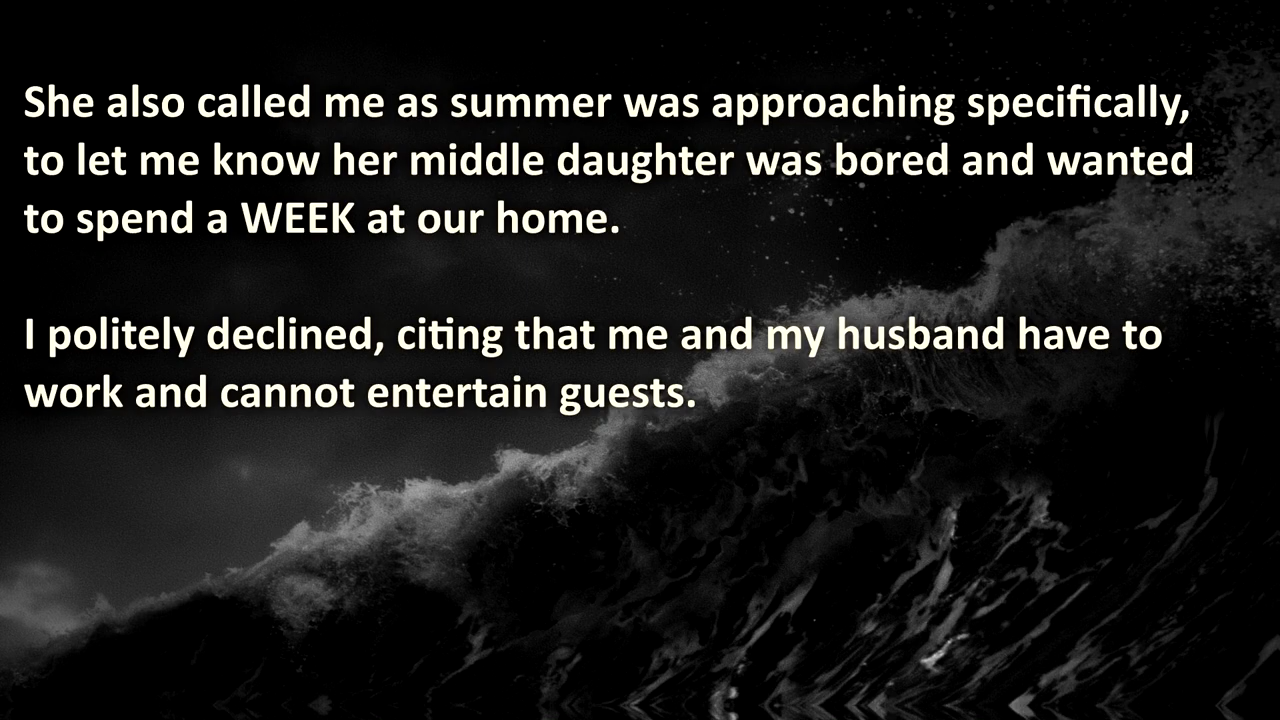 She also called me as summer was approaching specifically,
to let me know her middle daughter was bored and wanted
to spend a WEEK at our home.
I politely declined, citing that me and my husband have to
work and cannot entertain guests.